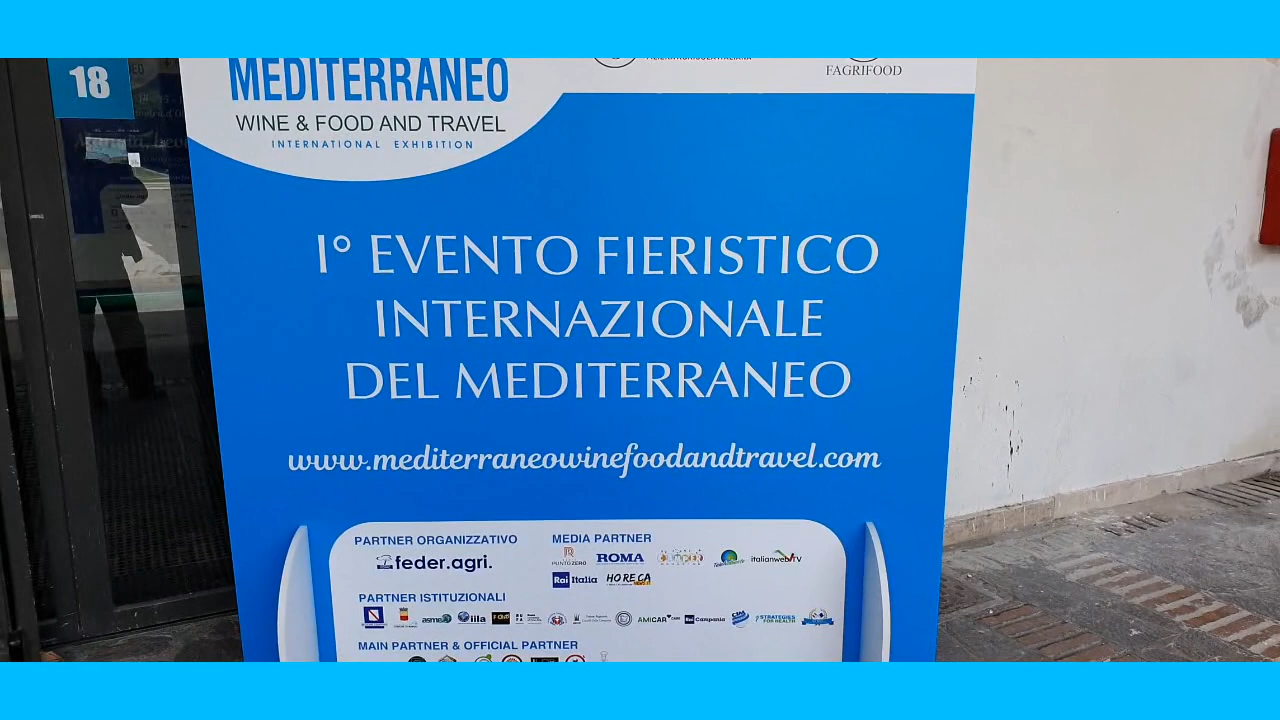 18
MEDITERRANEO
WINE & FOOD AND TRAVEL
INTERNATIONAL EXHIBITION
FAGRIFOOD
I° EVENTO FIERISTICO
INTERNAZIONALE
DEL MEDITERRANEO
www.mediterraneowinefoodandtravel.com
PARTNER ORGANIZZATIVO
feder.agri.
MEDIA PARTNER
PUNTOZERO
ROMA
italianwebTV
Rai Italia
HORECA
PARTNER ISTITUZIONALI
asmel
iila
AMICAR
Rai Campania
STRATEGIES
FOR HEALTH
MAIN PARTNER & OFFICIAL PARTNER